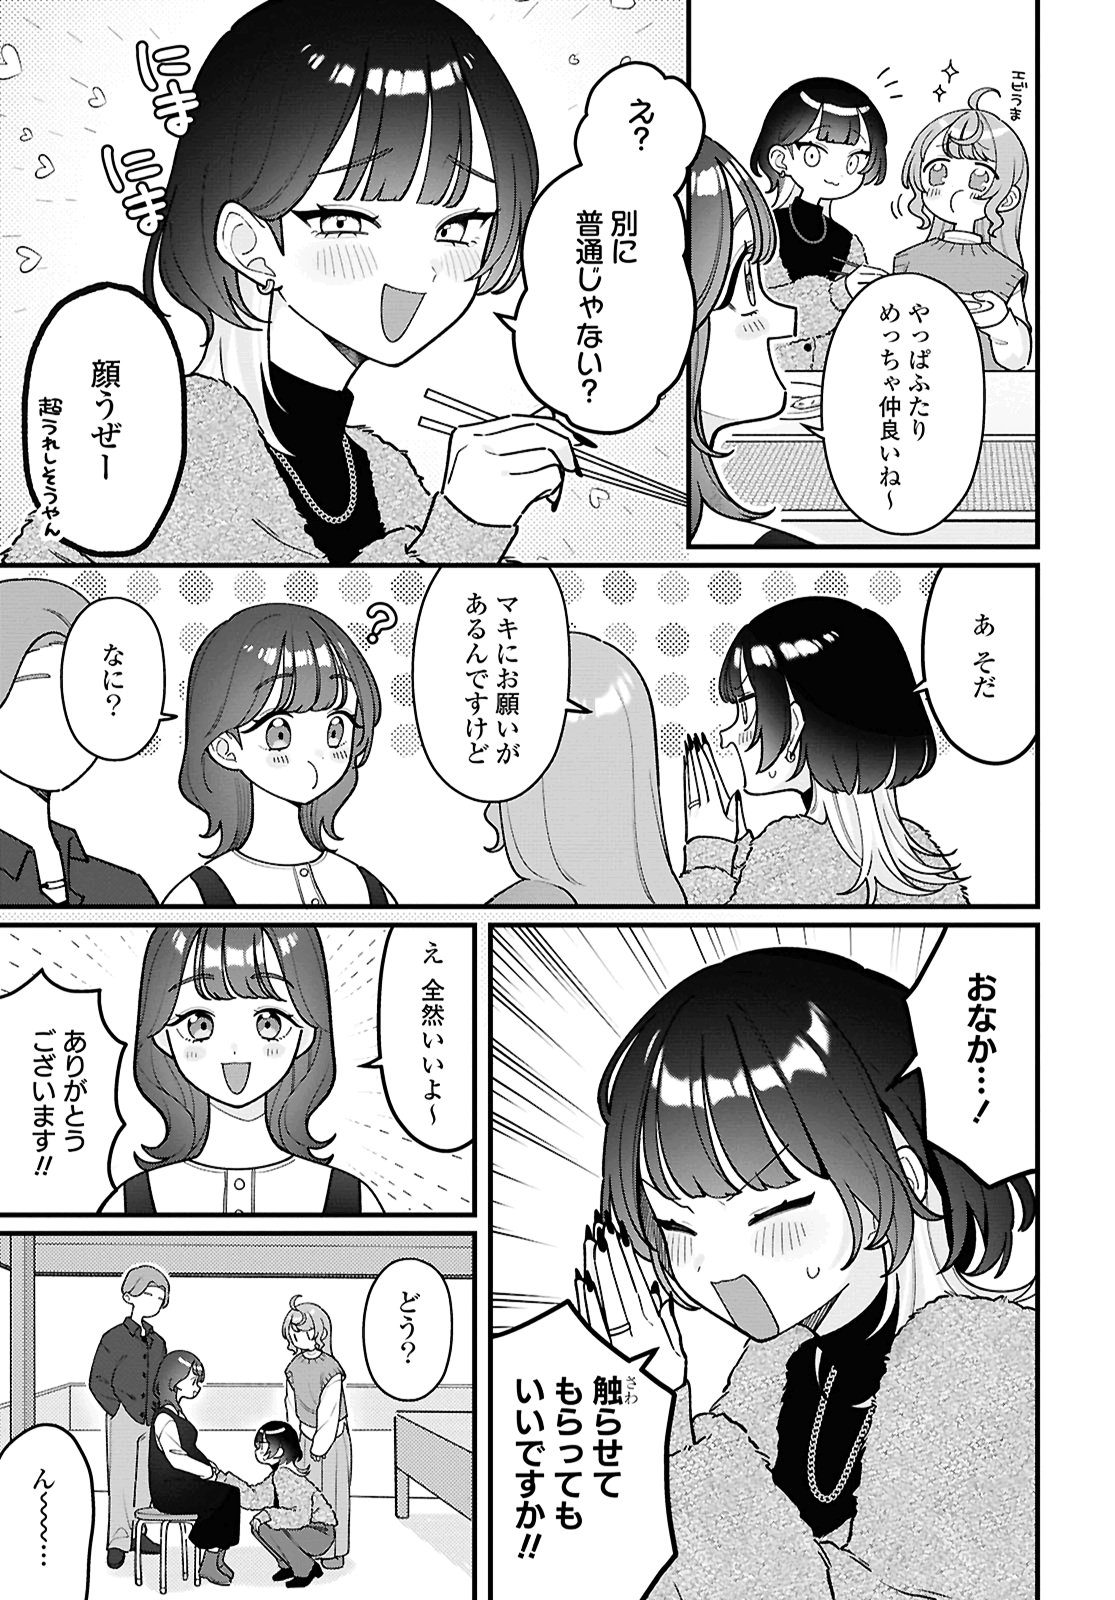 エビうま
やっぱふたり
めっちゃ仲良いね～
え？
別に
普通じゃない？
にま
にま
顔うぜー
超うれしそうやん
あ そだ
マキにお願いが
あるんですけど
?
なに？
おなか…！
触らせて
さわ
もらっても
いいですか!!
え 全然いいよ～
ありがとう
ございます!!
どう？
ん～～～…